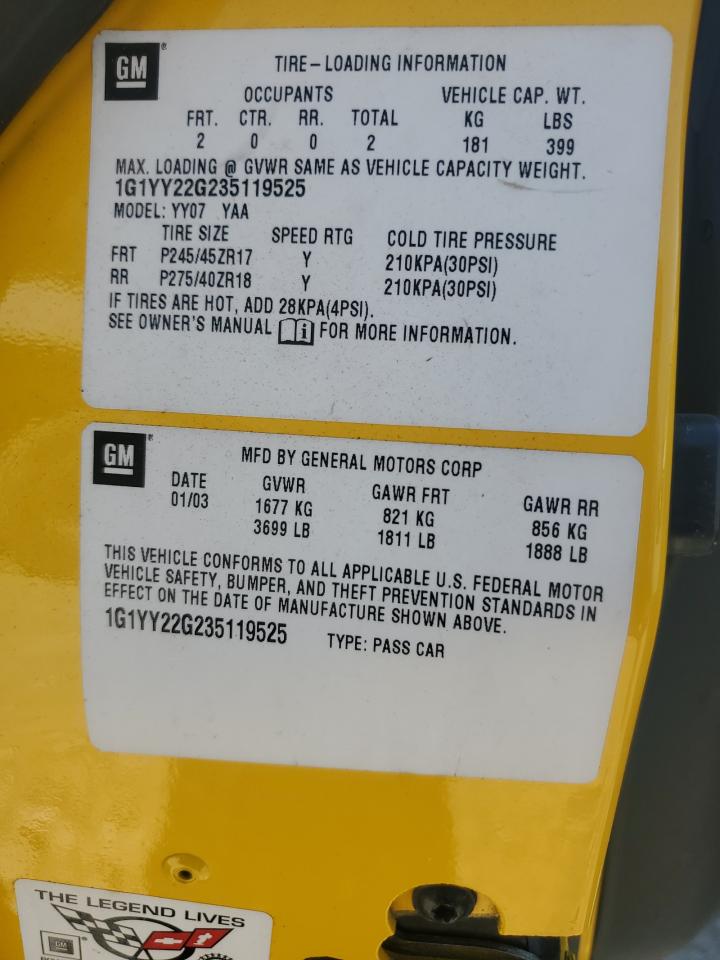 GM
TIRE-LOADING INFORMATION
OCCUPANTS VEHICLE CAP. WT.
FRT. CTR. RR. TOTAL KG LBS
2 0 0 2 181 399
MAX. LOADING @ GVWR SAME AS VEHICLE CAPACITY WEIGHT.
1G1YY22G235119525
MODEL: YY07 YAA
TIRE SIZE SPEED RTG COLD TIRE PRESSURE
FRT P245/45ZR17 Y 210KPA(30PSI)
RR P275/40ZR18 Y 210KPA(30PSI)
IF TIRES ARE HOT, ADD 28KPA(4PSI).
SEE OWNER'S MANUAL FOR MORE INFORMATION.
GM
MFD BY GENERAL MOTORS CORP
DATE GVWR GAWR FRT GAWR RR
01/03 1677 KG 821 KG 856 KG
3699 LB 1811 LB 1888 LB
THIS VEHICLE CONFORMS TO ALL APPLICABLE U.S. FEDERAL MOTOR
VEHICLE SAFETY, BUMPER, AND THEFT PREVENTION STANDARDS IN
EFFECT ON THE DATE OF MANUFACTURE SHOWN ABOVE.
1G1YY22G235119525 TYPE: PASS CAR
THE LEGEND LIVES
GM